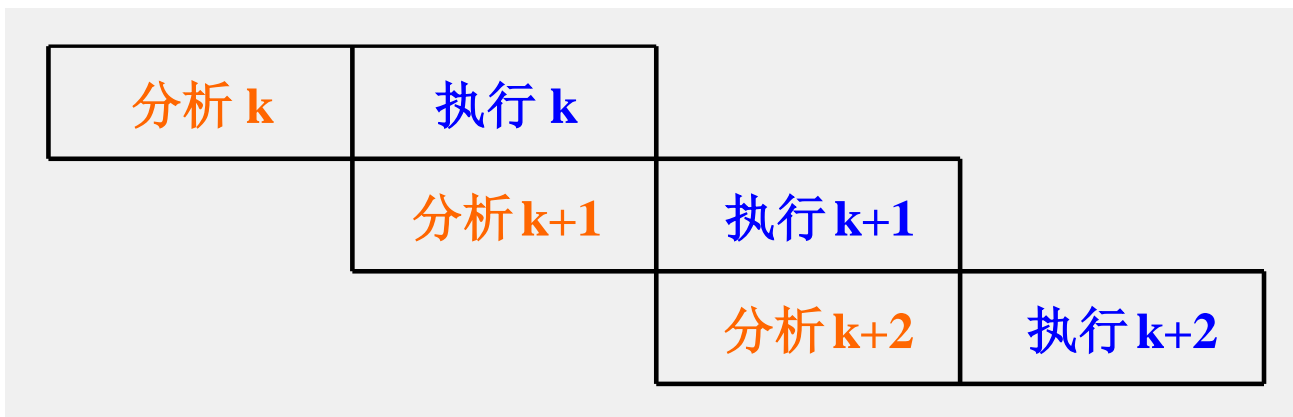 分析 k 执行 k
分析 k+1 执行 k+1
分析 k+2 执行 k+2